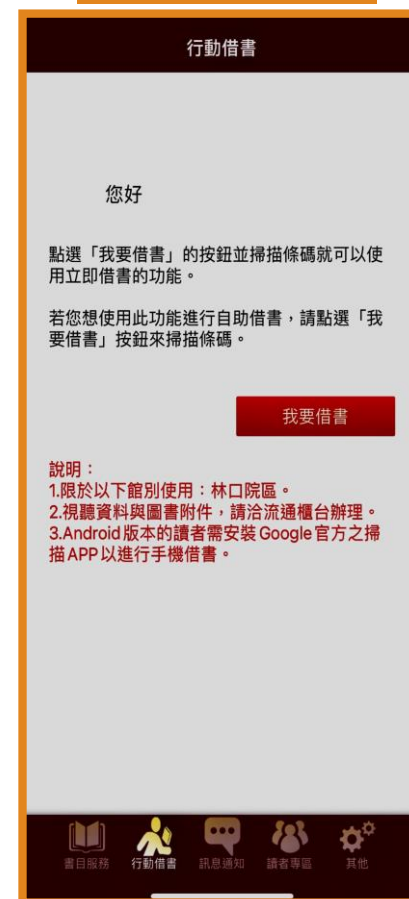 行動借書
您好
點選「我要借書」的按鈕並掃描條碼就可以使
用立即借書的功能。
若您想使用此功能進行自助借書，請點選「我
要借書」按鈕來掃描條碼。
我要借書
說明：
1.限於以下館別使用：林口院區。
2.視聽資料與圖書附件，請洽流通櫃台辦理。
3.Android版本的讀者需安裝Google官方之掃
描APP以進行手機借書。
書目服務 行動借書 訊息通知 讀者專區 其他